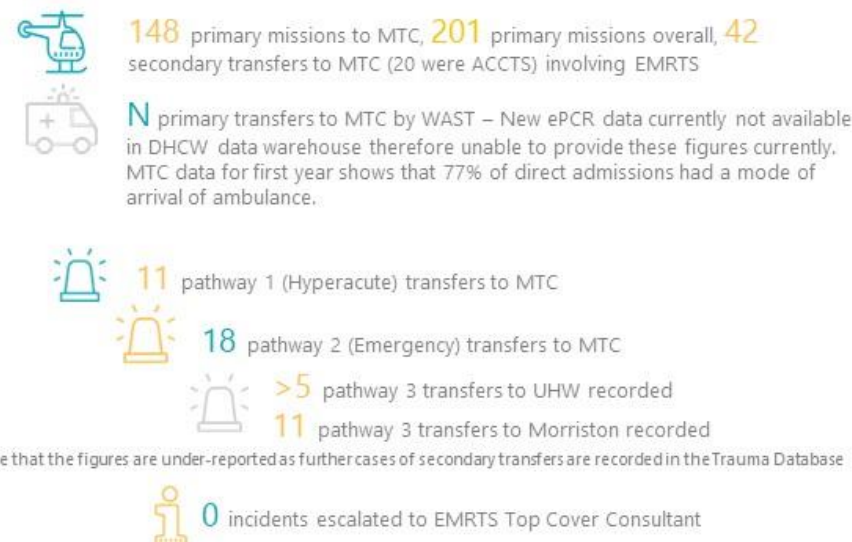 148 primary missions to MTC, 201 primary missions overall, 42
secondary transfers to MTC (20 were ACCTS) involving EMRTS
N primary transfers to MTC by WAST – New ePCR data currently not available
in DHCW data warehouse therefore unable to provide these figures currently.
MTC data for first year shows that 77% of direct admissions had a mode of
arrival of ambulance.
11 pathway 1 (Hyperacute) transfers to MTC
18 pathway 2 (Emergency) transfers to MTC
>5 pathway 3 transfers to UHW recorded
11 pathway 3 transfers to Morriston recorded
e that the figures are under-reported as further cases of secondary transfers are recorded in the Trauma Database
0 incidents escalated to EMRTS Top Cover Consultant